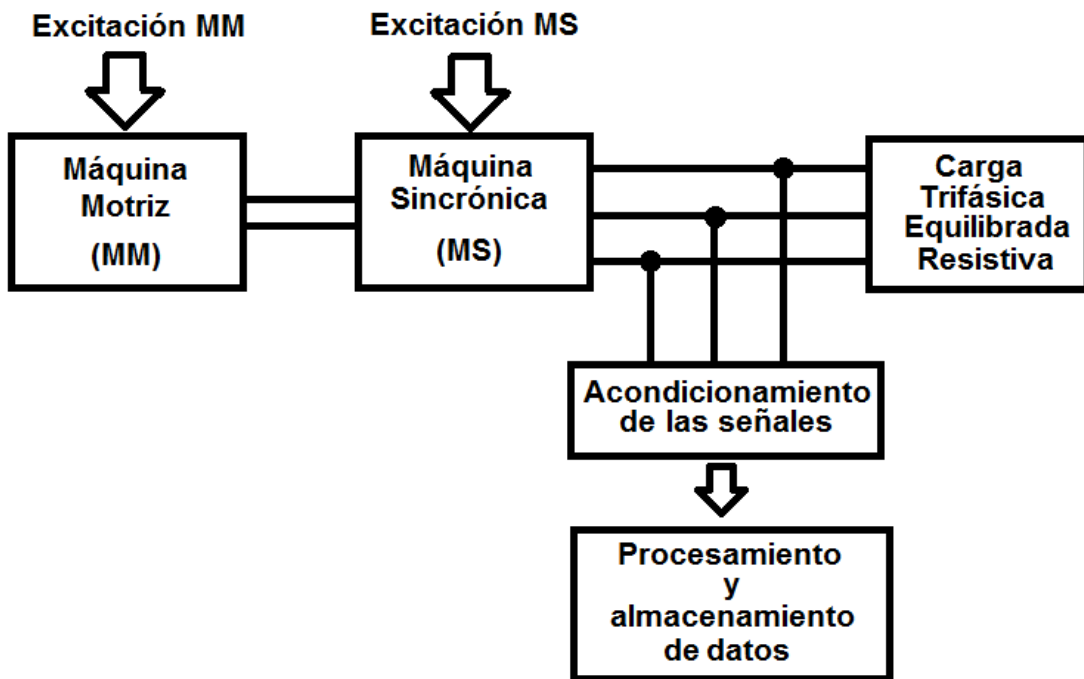 Excitación MM
Excitación MS
Máquina
Motriz
(MM)
Máquina
Sincrónica
(MS)
Carga
Trifásica
Equilibrada
Resistiva
Acondicionamiento
de las señales
Procesamiento
y
almacenamiento
de datos